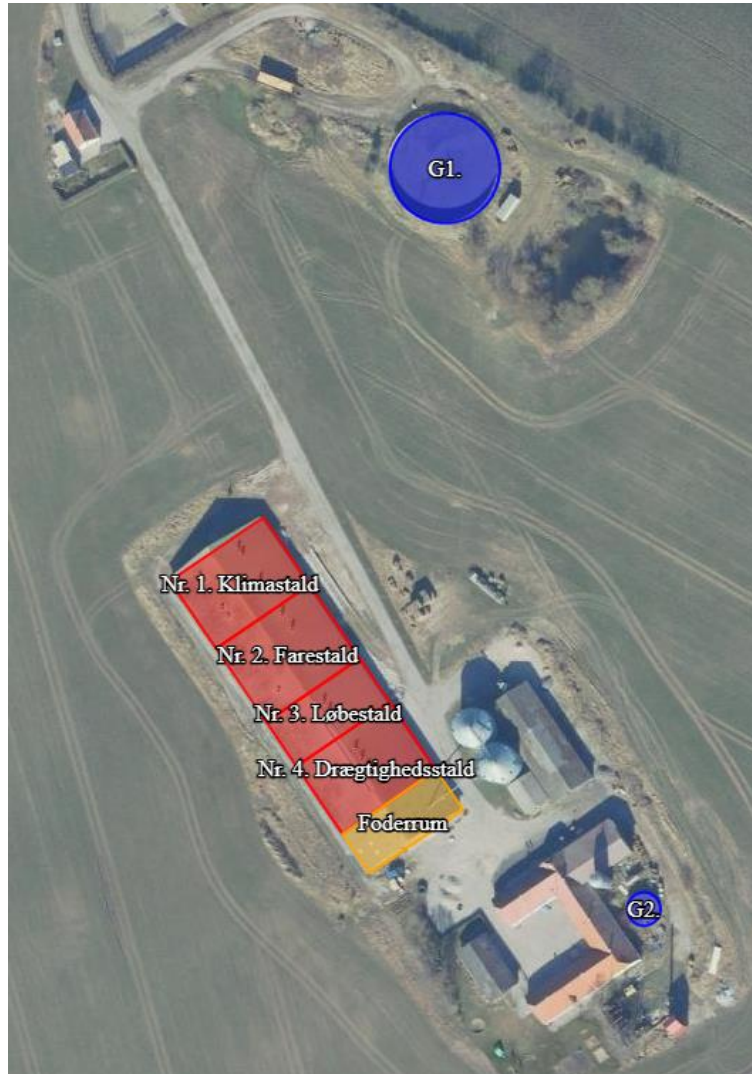 G1.
Nr. 1. Klimastald
Nr. 2. Farestald
Nr. 3. Løbestald
Nr. 4. Drægtighedsstald
Foderrum
G2.